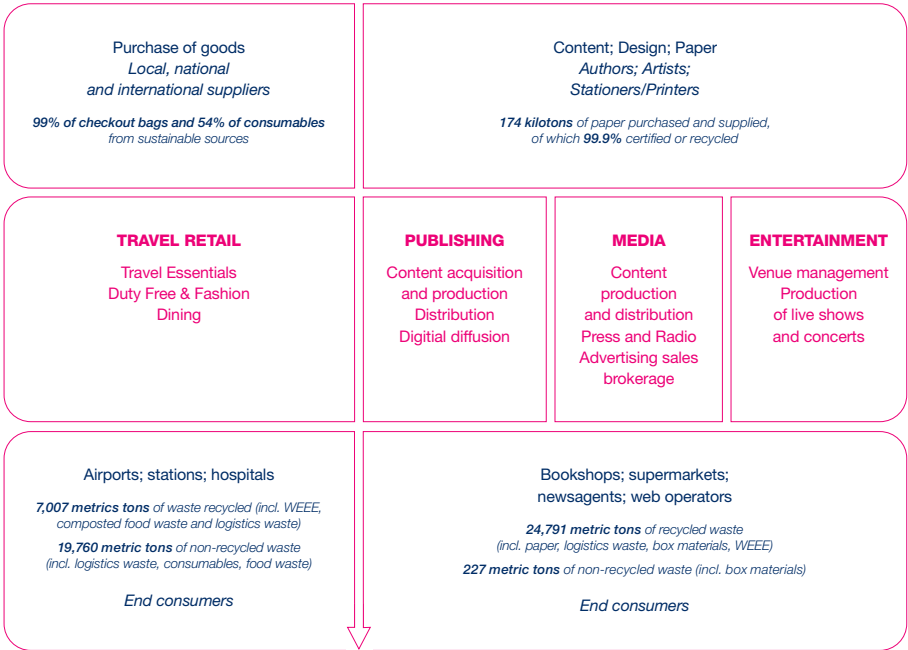 Purchase of goods
Local, national
and international suppliers
99% of checkout bags and 54% of consumables
from sustainable sources
Content; Design; Paper
Authors; Artists;
Stationers/Printers
174 kilotons of paper purchased and supplied,
of which 99.9% certified or recycled
TRAVEL RETAIL
Travel Essentials
Duty Free & Fashion
Dining
PUBLISHING
Content acquisition
and production
Distribution
Digitial diffusion
MEDIA
Content
production
and distribution
Press and Radio
Advertising sales
brokerage
ENTERTAINMENT
Venue management
Production
of live shows
and concerts
Airports; stations; hospitals
7,007 metrics tons of waste recycled (incl. WEEE,
composted food waste and logistics waste)
19,760 metric tons of non-recycled waste
(incl. logistics waste, consumables, food waste)
End consumers
Bookshops; supermarkets;
newsagents; web operators
24,791 metric tons of recycled waste
(incl. paper, logistics waste, box materials, WEEE)
227 metric tons of non-recycled waste (incl. box materials)
End consumers